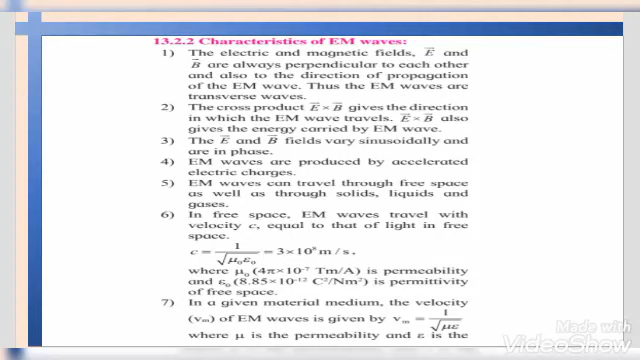 13.2.2 Characteristics of EM waves:
1) The electric and magnetic fields, E⃗ and
B⃗ are always perpendicular to each other
and also to the direction of propagation
of the EM wave. Thus the EM waves are
transverse waves.
2) The cross product E⃗ × B⃗ gives the direction
in which the EM wave travels. E⃗ × B⃗ also
gives the energy carried by EM wave.
3) The E⃗ and B⃗ fields vary sinusoidally and
are in phase.
4) EM waves are produced by accelerated
electric charges.
5) EM waves can travel through free space
as well as through solids, liquids and
gases.
6) In free space, EM waves travel with
velocity c, equal to that of light in free
space.
c = 1/√μ₀ε₀ = 3 × 10⁸ m / s ,
where μ₀ (4π×10⁻⁷ Tm/A) is permeability
and ε₀ (8.85×10⁻¹² C²/Nm²) is permittivity
of free space.
7) In a given material medium, the velocity
(vₘ) of EM waves is given by vₘ = 1/√με
where μ is the permeability and ε is the
Made with
VideoShow